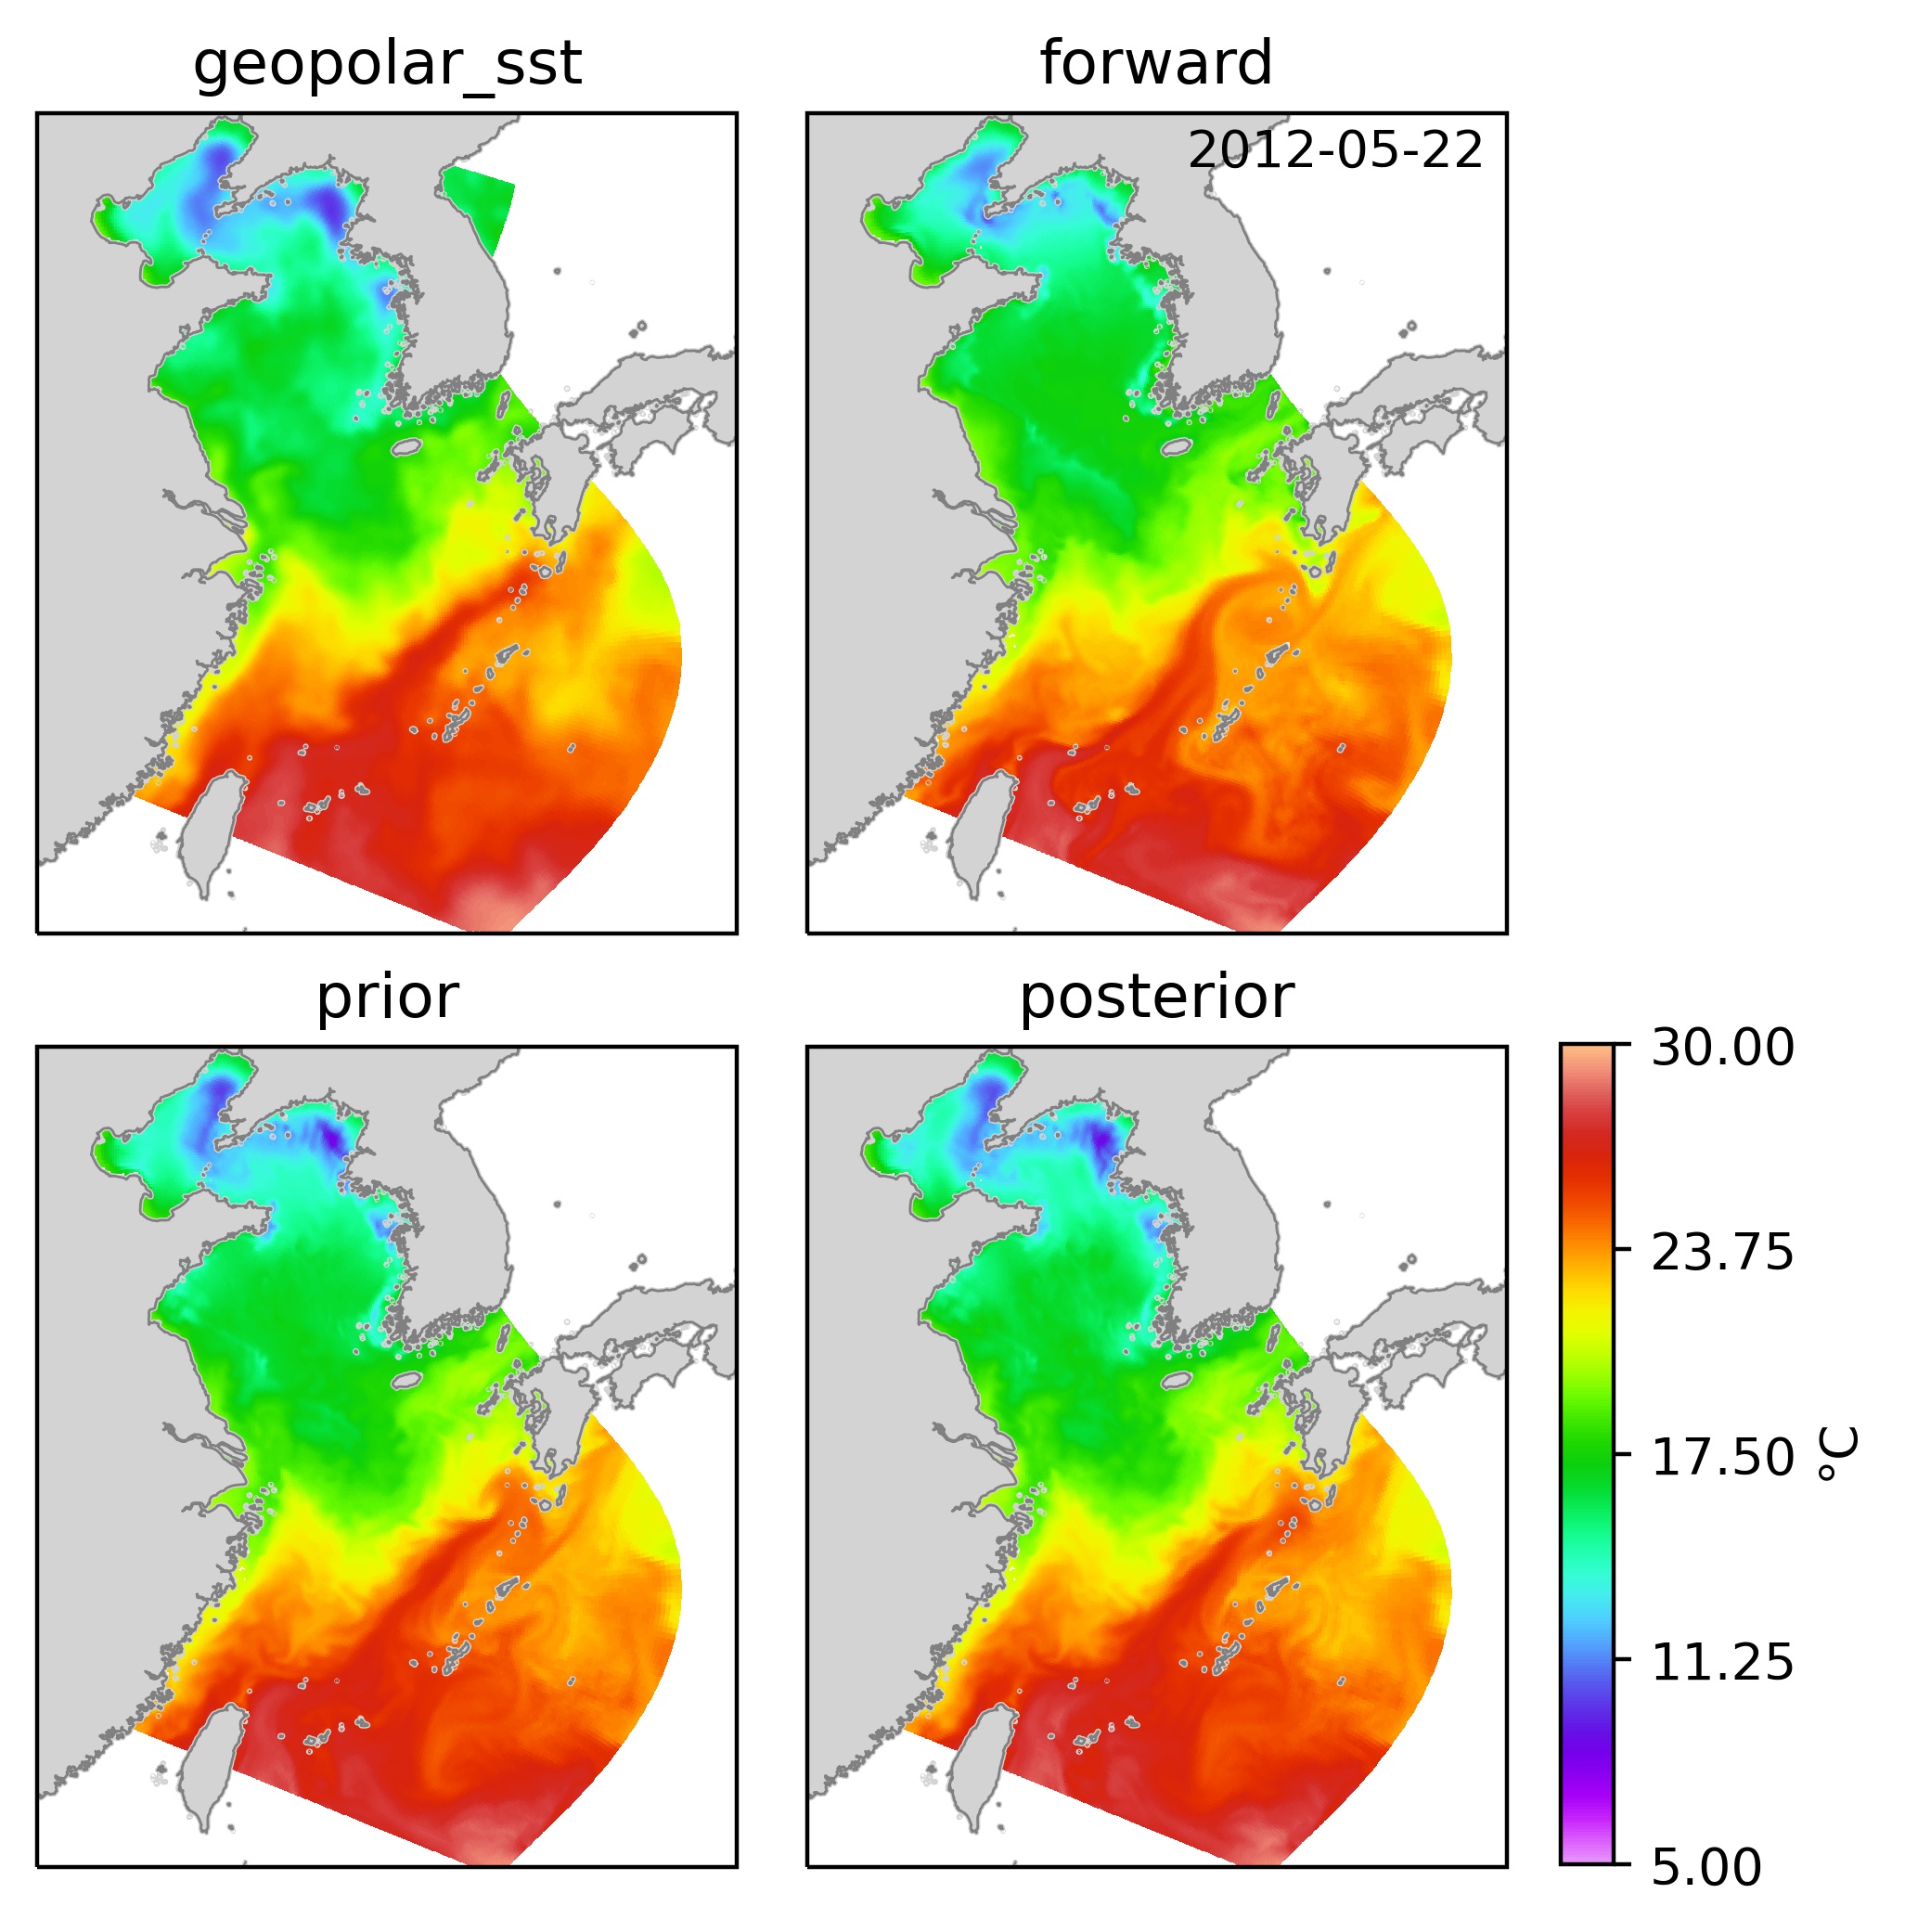 geopolar_sst
forward
2012-05-22
prior
posterior
30.00
23.75
17.50
11.25
5.00
°C